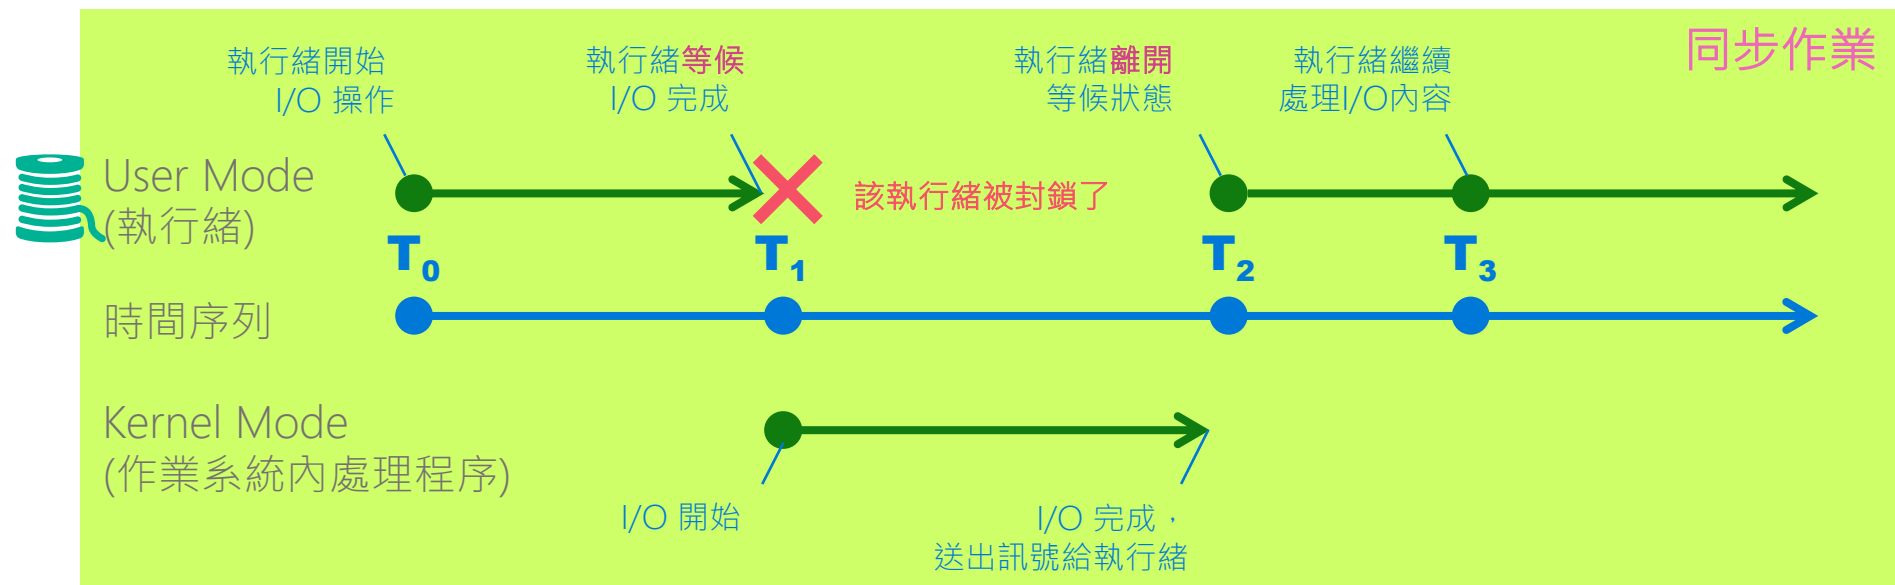 同步作業
執行緒開始
I/O 操作
執行緒等候
I/O 完成
執行緒離開
等候狀態
執行緒繼續
處理I/O內容
User Mode
(執行緒)
該執行緒被封鎖了
T0
T1
T2
T3
時間序列
Kernel Mode
(作業系統內處理程序)
I/O 開始
I/O 完成，
送出訊號給執行緒